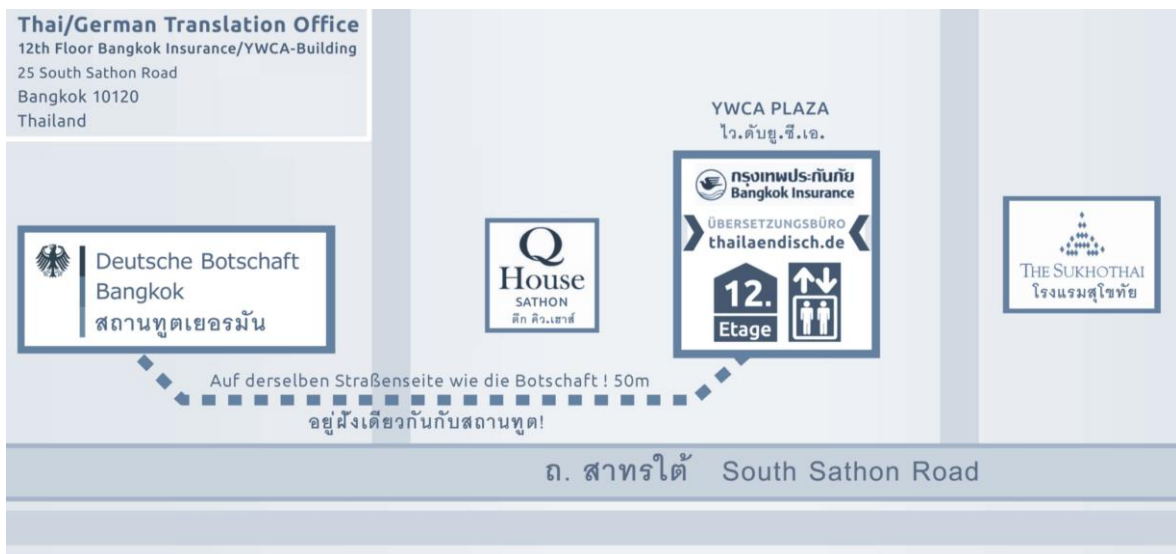 Thai/German Translation Office
12th Floor Bangkok Insurance/YWCA-Building
25 South Sathon Road
Bangkok 10120
Thailand
YWCA PLAZA
ไว.ดับยู.ซี.เอ.
กรุงเทพประกันภัย
Bangkok Insurance
ÜBERSETZUNGSBÜRO
thailaendisch.de
12.
Etage
Deutsche Botschaft
Bangkok
สถานทูตเยอรมัน
Q
House
SATHON
ตึก คิว.เฮาส์
THE SUKHOTHAI
โรงแรมสุโขทัย
Auf derselben Straßenseite wie die Botschaft ! 50m
อยู่ฝั่งเดียวกันกับสถานทูต!
ถ. สาทรใต้ South Sathon Road